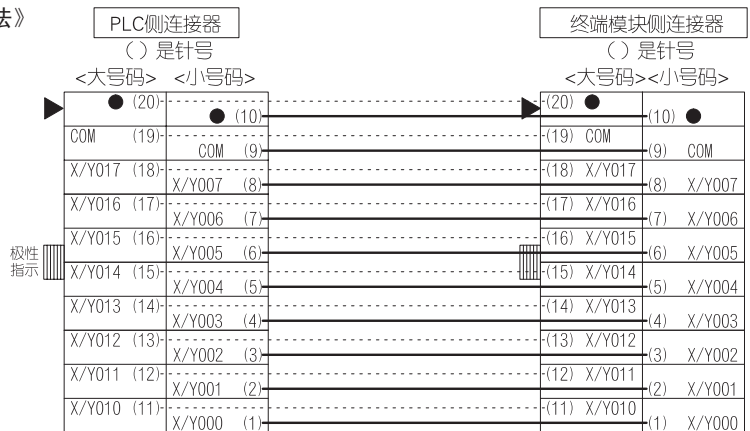 法》
PLC侧连接器 终端模块侧连接器
( ) 是针号 ( ) 是针号
<大号码> <小号码> <大号码><小号码>
● (20) (20) ●
● (10) (10) ●
COM (19) (19) COM
COM (9) (9) COM
X/Y017 (18) (18) X/Y017
X/Y007 (8) (8) X/Y007
X/Y016 (17) (17) X/Y016
X/Y006 (7) (7) X/Y006
X/Y015 (16) (16) X/Y015
极性 X/Y005 (6) (6) X/Y005
指示 X/Y014 (15) (15) X/Y014
X/Y004 (5) (5) X/Y004
X/Y013 (14) (14) X/Y013
X/Y003 (4) (4) X/Y003
X/Y012 (13) (13) X/Y012
X/Y002 (3) (3) X/Y002
X/Y011 (12) (12) X/Y011
X/Y001 (2) (2) X/Y001
X/Y010 (11) (11) X/Y010
X/Y000 (1) (1) X/Y000